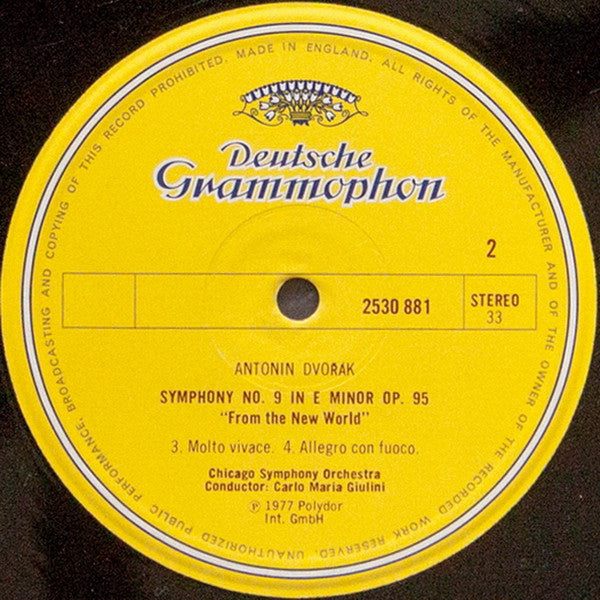 MADE IN ENGLAND. ALL RIGHTS OF THE MANUFACTURER AND OF THE OWNER OF THE RECORDED WORK RESERVED. UNAUTHORIZED PUBLIC PERFORMANCE, BROADCASTING AND COPYING OF THIS RECORD PROHIBITED.
Deutsche
Grammophon
2
2530 881
STEREO
33
ANTONIN DVOŘÁK
SYMPHONY NO. 9 IN E MINOR OP. 95
"From the New World"
3. Molto vivace. 4. Allegro con fuoco.
Chicago Symphony Orchestra
Conductor: Carlo Maria Giulini
Ⓟ 1977 Polydor
Int. GmbH